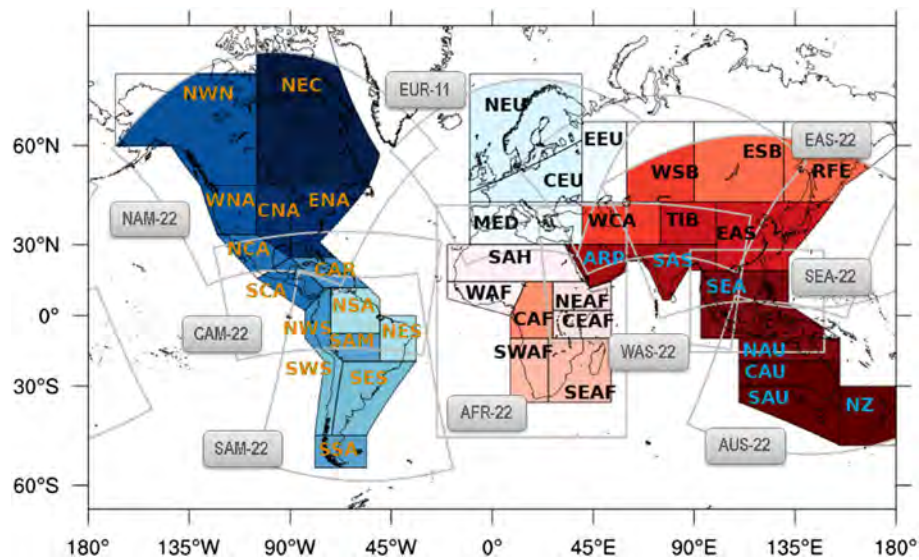 NWN NEC EUR-11 NEU
60°N EEU ESB EAS-22
WSB RFE
CEU
WNA CNA ENA
NAM-22 MED WCA TIB EAS
30°N NCA SAH ARP SAS
CAR SEA-22
SCA NSA WAF NEAF SEA
0° NWS NES CAF CEAF
CAM-22 SAM SWAF WAS-22 NAU
SWS SES CAU
30°S SEAF SAU NZ
AFR-22
SAM-22 SSA AUS-22
60°S
180° 135°W 90°W 45°W 0° 45°E 90°E 135°E 180°